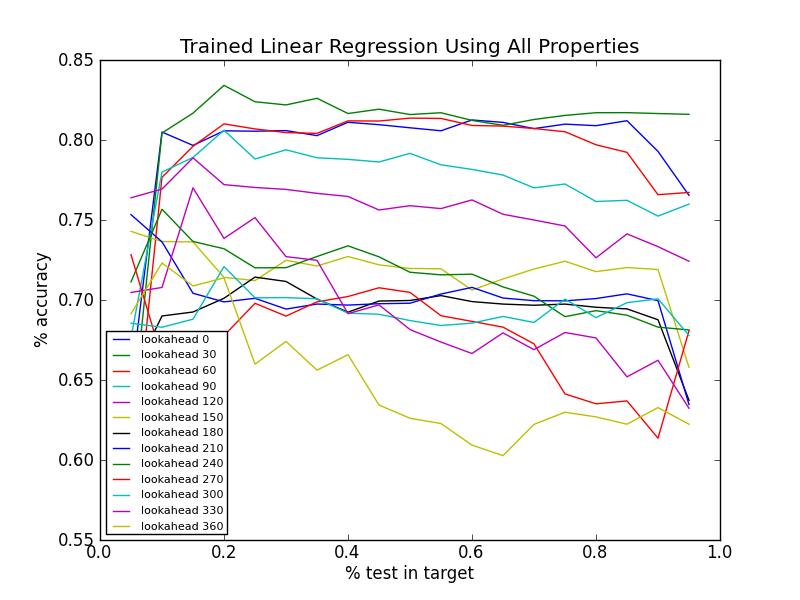 Trained Linear Regression Using All Properties
0.85
0.80
0.75
0.70
0.65
0.60
0.55
% accuracy
lookahead 0
lookahead 30
lookahead 60
lookahead 90
lookahead 120
lookahead 150
lookahead 180
lookahead 210
lookahead 240
lookahead 270
lookahead 300
lookahead 330
lookahead 360
0.0 0.2 0.4 0.6 0.8 1.0
% test in target